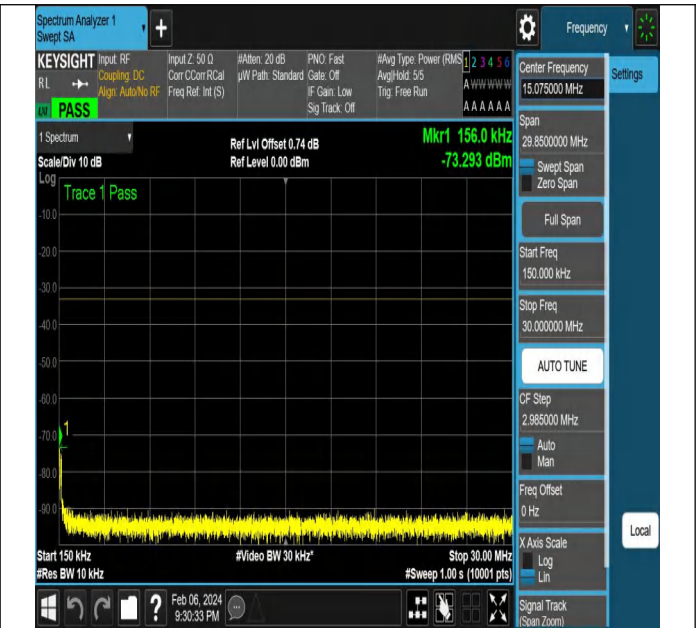 Spectrum Analyzer 1
Swept SA
+
Frequency
KEYSIGHT
Input: RF
Input Z: 50 Ω
#Atten: 20 dB
PNO: Fast
#Avg Type: Power (RMS
1 2 3 4 5 6
RL
Coupling: DC
Corr CCorr RCal
µW Path: Standard
Gate: Off
Avg|Hold: 5/5
A W W W W W
Align: Auto/No RF
Freq Ref: Int (S)
IF Gain: Low
Trig: Free Run
Sig Track: Off
A A A A A A
PASS
1 Spectrum
Ref Lvl Offset 0.74 dB
Mkr1 156.0 kHz
Scale/Div 10 dB
Ref Level 0.00 dBm
-73.293 dBm
Log
Trace 1 Pass
-10.0
-20.0
-30.0
-40.0
-50.0
-60.0
-70.0
1
-80.0
-90.0
Start 150 kHz
#Video BW 30 kHz*
Stop 30.00 MHz
#Res BW 10 kHz
#Sweep 1.00 s (10001 pts)
Center Frequency
15.075000 MHz
Settings
Span
29.8500000 MHz
Swept Span
Zero Span
Full Span
Start Freq
150.000 kHz
Stop Freq
30.000000 MHz
AUTO TUNE
CF Step
2.985000 MHz
Auto
Man
Freq Offset
0 Hz
X Axis Scale
Log
Lin
Local
Signal Track
(Span Zoom)
?
Feb 06, 2024
9:30:33 PM